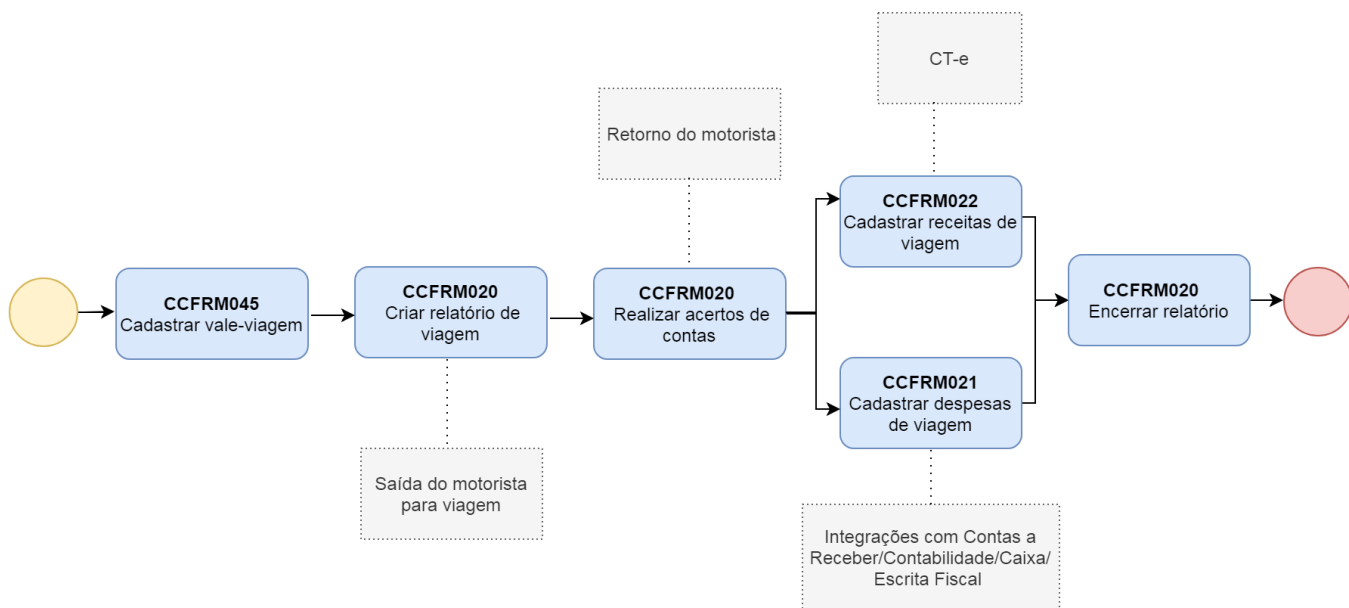 CT-e
Retorno do motorista
CCFRM022
Cadastrar receitas de
viagem
CCFRM045
Cadastrar vale-viagem
CCFRM020
Criar relatório de
viagem
CCFRM020
Realizar acertos de
contas
CCFRM020
Encerrar relatório
CCFRM021
Cadastrar despesas
de viagem
Saída do motorista
para viagem
Integrações com Contas a
Receber/Contabilidade/Caixa/
Escrita Fiscal